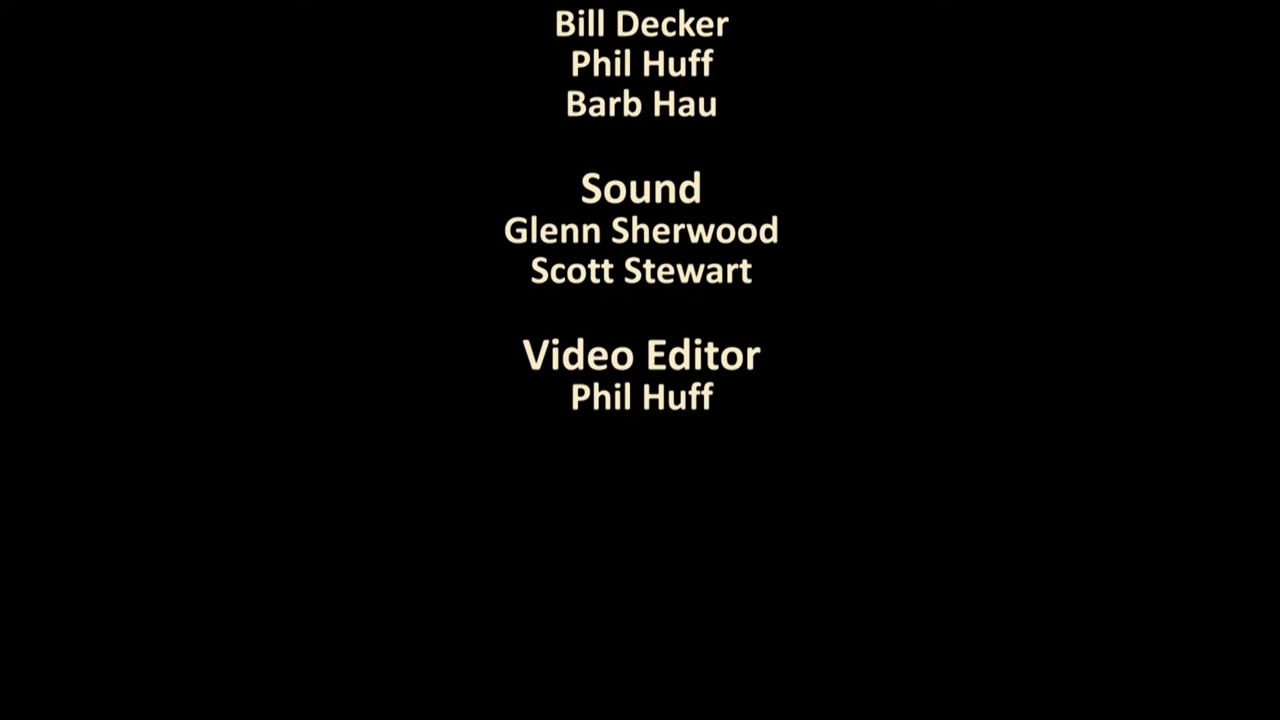 Bill Decker
Phil Huff
Barb Hau
Sound
Glenn Sherwood
Scott Stewart
Video Editor
Phil Huff